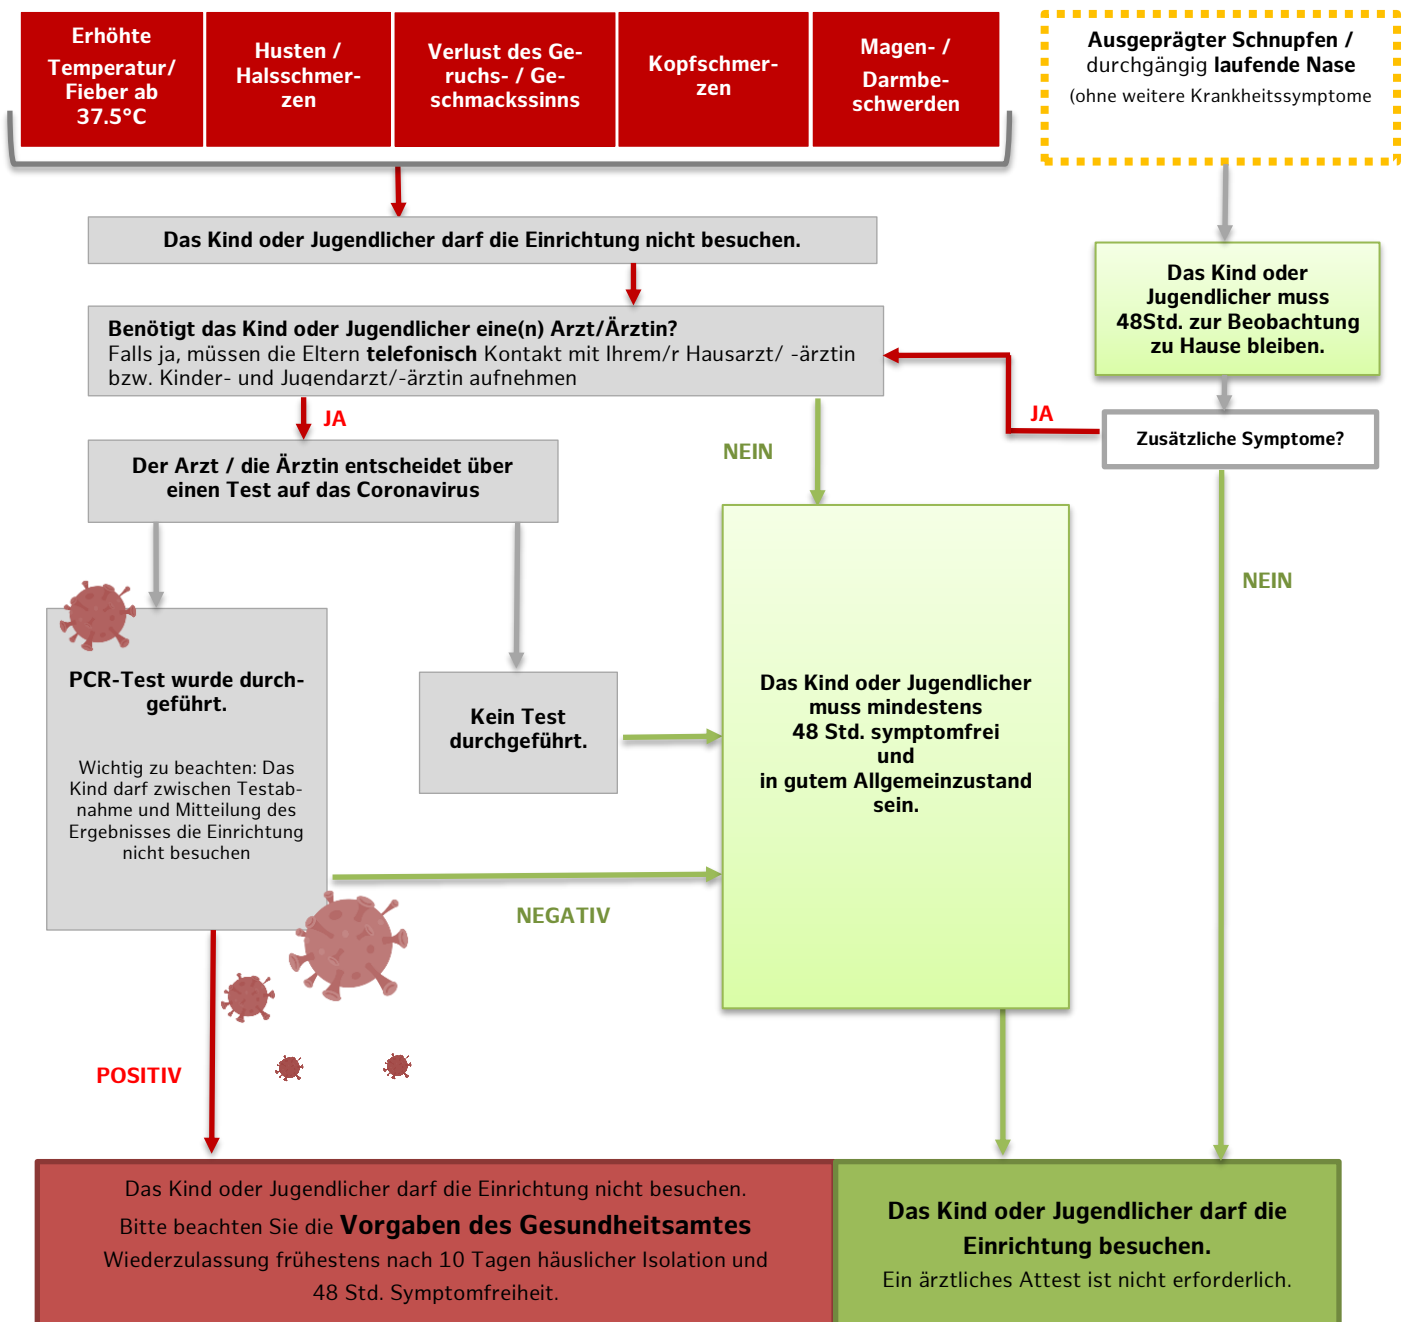 Erhöhte
Temperatur/
Fieber ab
37.5°C
Husten /
Halsschmer-
zen
Verlust des Ge-
ruchs- / Ge-
schmackssinns
Kopfschmer-
zen
Magen- /
Darmbe-
schwerden
Ausgeprägter Schnupfen /
durchgängig laufende Nase
(ohne weitere Krankheitssymptome
Das Kind oder Jugendlicher darf die Einrichtung nicht besuchen.
Das Kind oder
Jugendlicher muss
48Std. zur Beobachtung
zu Hause bleiben.
Benötigt das Kind oder Jugendlicher eine(n) Arzt/Ärztin?
Falls ja, müssen die Eltern telefonisch Kontakt mit Ihrem/r Hausarzt/ -ärztin
bzw. Kinder- und Jugendarzt/-ärztin aufnehmen
JA
JA
Zusätzliche Symptome?
NEIN
Der Arzt / die Ärztin entscheidet über
einen Test auf das Coronavirus
NEIN
PCR-Test wurde durch-
geführt.
Wichtig zu beachten: Das
Kind darf zwischen Testab-
nahme und Mitteilung des
Ergebnisses die Einrichtung
nicht besuchen
Kein Test
durchgeführt.
Das Kind oder Jugendlicher
muss mindestens
48 Std. symptomfrei
und
in gutem Allgemeinzustand
sein.
NEGATIV
POSITIV
Das Kind oder Jugendlicher darf die Einrichtung nicht besuchen.
Bitte beachten Sie die Vorgaben des Gesundheitsamtes
Wiederzulassung frühestens nach 10 Tagen häuslicher Isolation und
48 Std. Symptomfreiheit.
Das Kind oder Jugendlicher darf die
Einrichtung besuchen.
Ein ärztliches Attest ist nicht erforderlich.